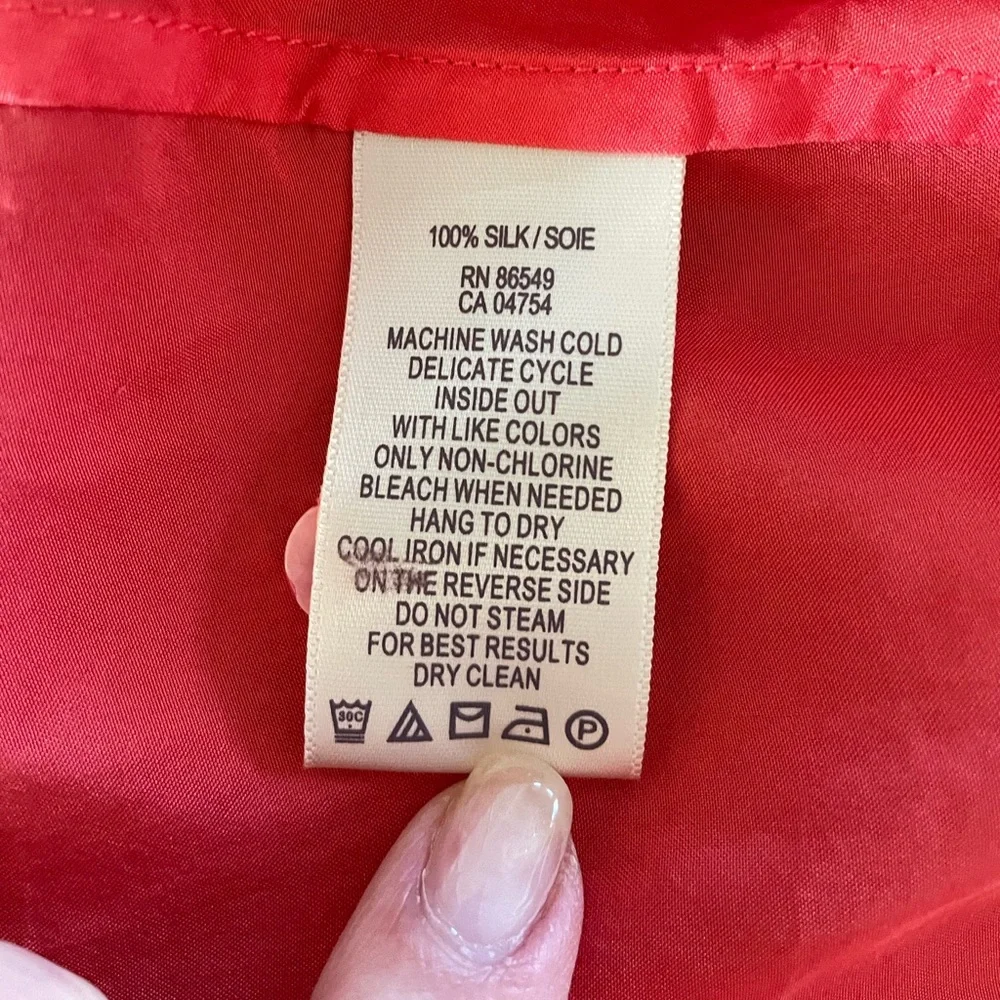 100% SILK / SOIE
RN 86549
CA 04754
MACHINE WASH COLD
DELICATE CYCLE
INSIDE OUT
WITH LIKE COLORS
ONLY NON-CHLORINE
BLEACH WHEN NEEDED
HANG TO DRY
COOL IRON IF NECESSARY
ON THE REVERSE SIDE
DO NOT STEAM
FOR BEST RESULTS
DRY CLEAN
30C P